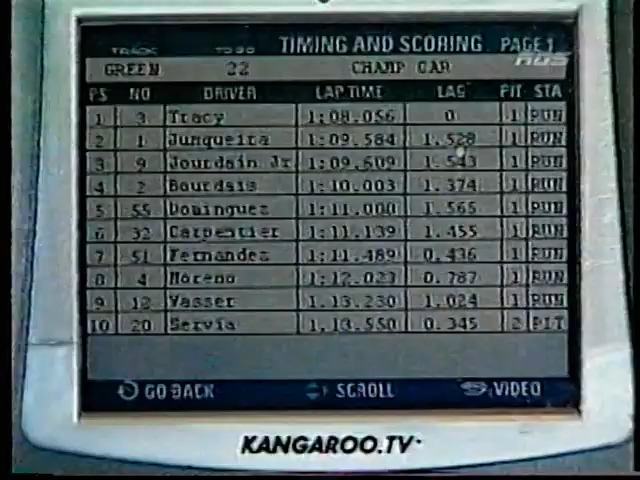 TRACK TO GO TIMING AND SCORING PAGE 1
GREEN 22 CHAMP CAR
PS NO DRIVER LAP TIME LAG PIT STA
1 3 Tracy 1:08.056 0 1 RUN
2 1 Junqueira 1:09.584 1.528 1 RUN
3 9 Jourdain Jr 1:09.609 1.543 1 RUN
4 2 Bourdais 1:10.003 1.374 1 RUN
5 55 Dominguez 1:11.000 1.565 1 RUN
6 32 Carpentier 1:11.139 1.455 1 RUN
7 51 Fernandez 1:11.489 0.436 1 RUN
8 4 Moreno 1:12.023 0.787 1 RUN
9 12 Vasser 1.13.230 1.024 1 RUN
10 20 Servia 1.13.550 0.345 2 PIT
GO BACK SCROLL VIDEO
KANGAROO.TV